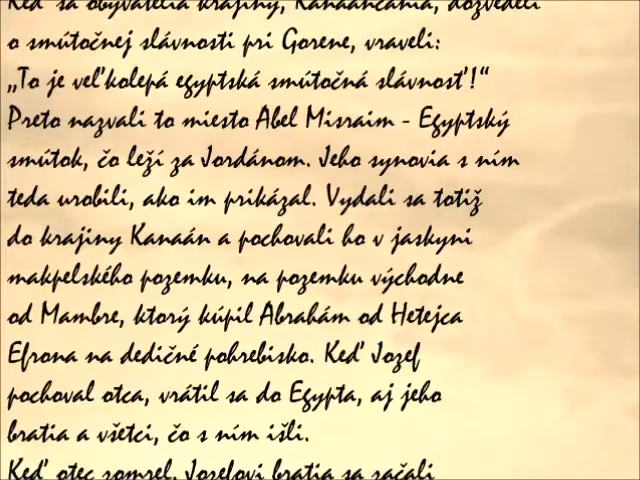 Keď sa obyvatelia krajiny, Kanaánčania, dozvedeli
o smútočnej slávnosti pri Gorene, vraveli:
„To je veľkolepá egyptská smútočná slávnosť!“
Preto nazvali to miesto Abel Misraim - Egyptský
smútok, čo leží za Jordánom. Jeho synovia s ním
teda urobili, ako im prikázal. Vydali sa totiž
do krajiny Kanaán a pochovali ho v jaskyni
makpelského pozemku, na pozemku východne
od Mambre, ktorý kúpil Abrahám od Hetejca
Efrona na dedičné pohrebisko. Keď Jozef
pochoval otca, vrátil sa do Egypta, aj jeho
bratia a všetci, čo s ním išli.
Keď otec zomrel, Jozefovi bratia sa začali